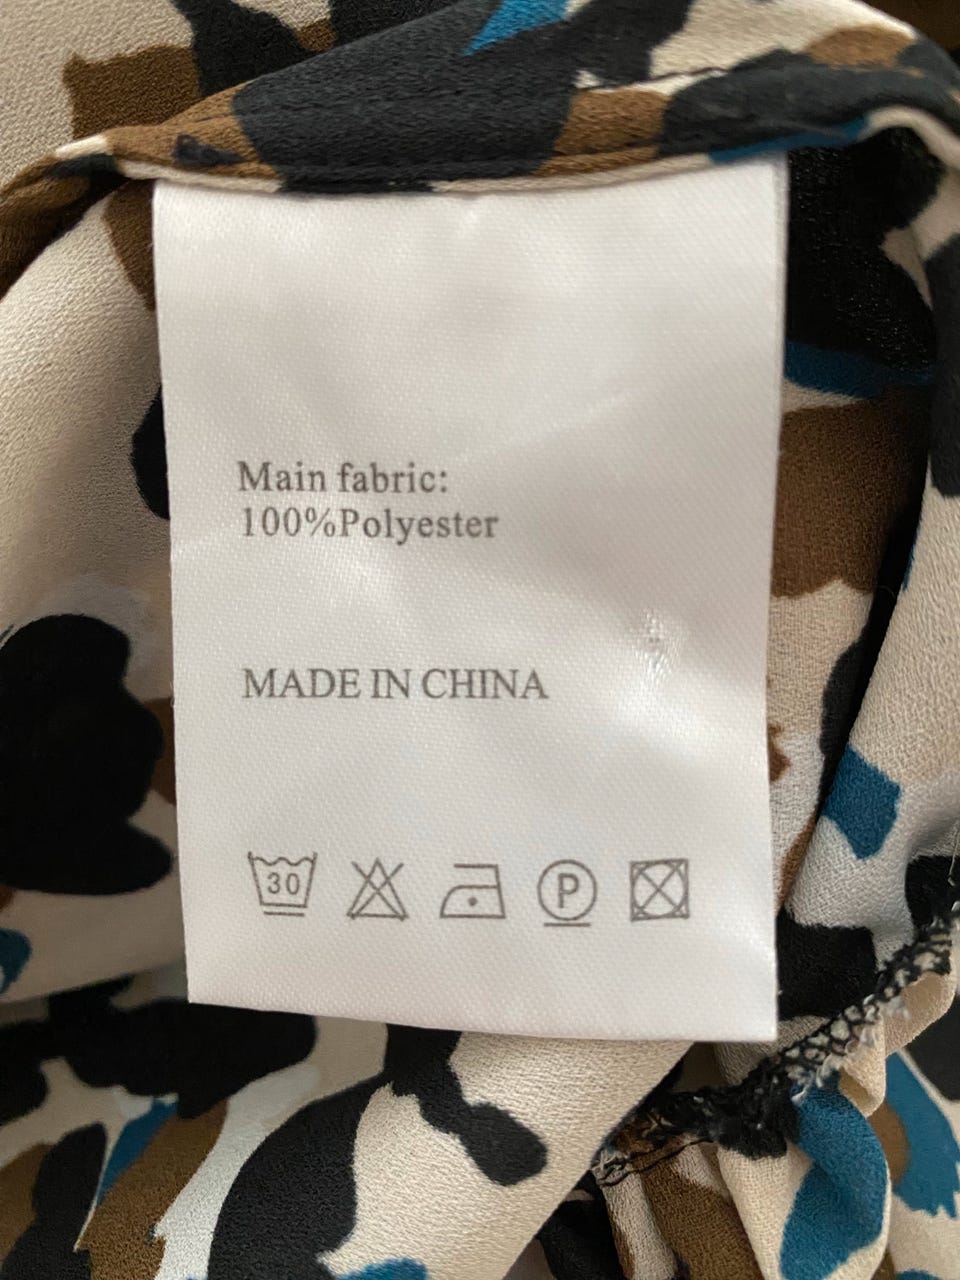 Main fabric:
100%Polyester
MADE IN CHINA
30 P